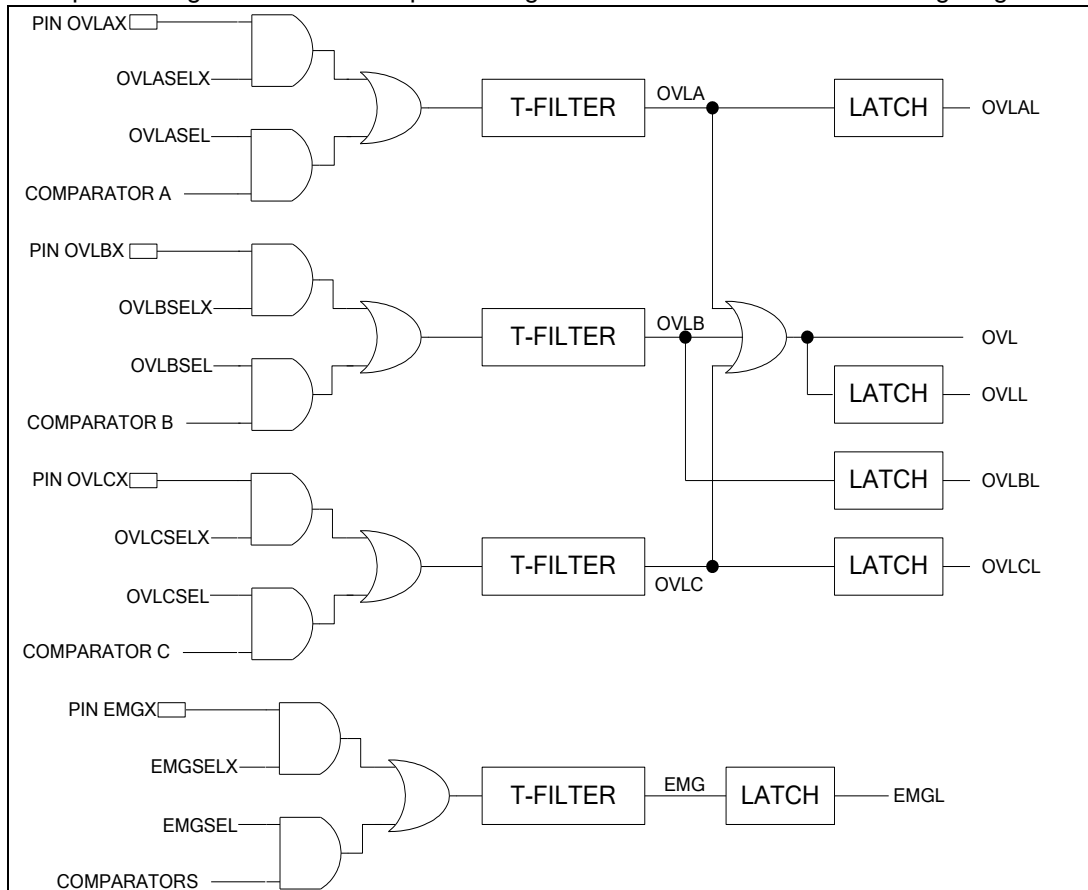 PIN OVLAX
OVLASELX
OVLASEL
COMPARATOR A
T-FILTER
OVLA
LATCH
OVLAL
PIN OVLBX
OVLBSELX
OVLBSEL
COMPARATOR B
T-FILTER
OVLB
OVL
LATCH
OVLL
LATCH
OVLBL
PIN OVLCX
OVLCSELX
OVLCSEL
COMPARATOR C
T-FILTER
OVLC
LATCH
OVLCL
PIN EMGX
EMGSELX
EMGSEL
COMPARATORS
T-FILTER
EMG
LATCH
EMGL